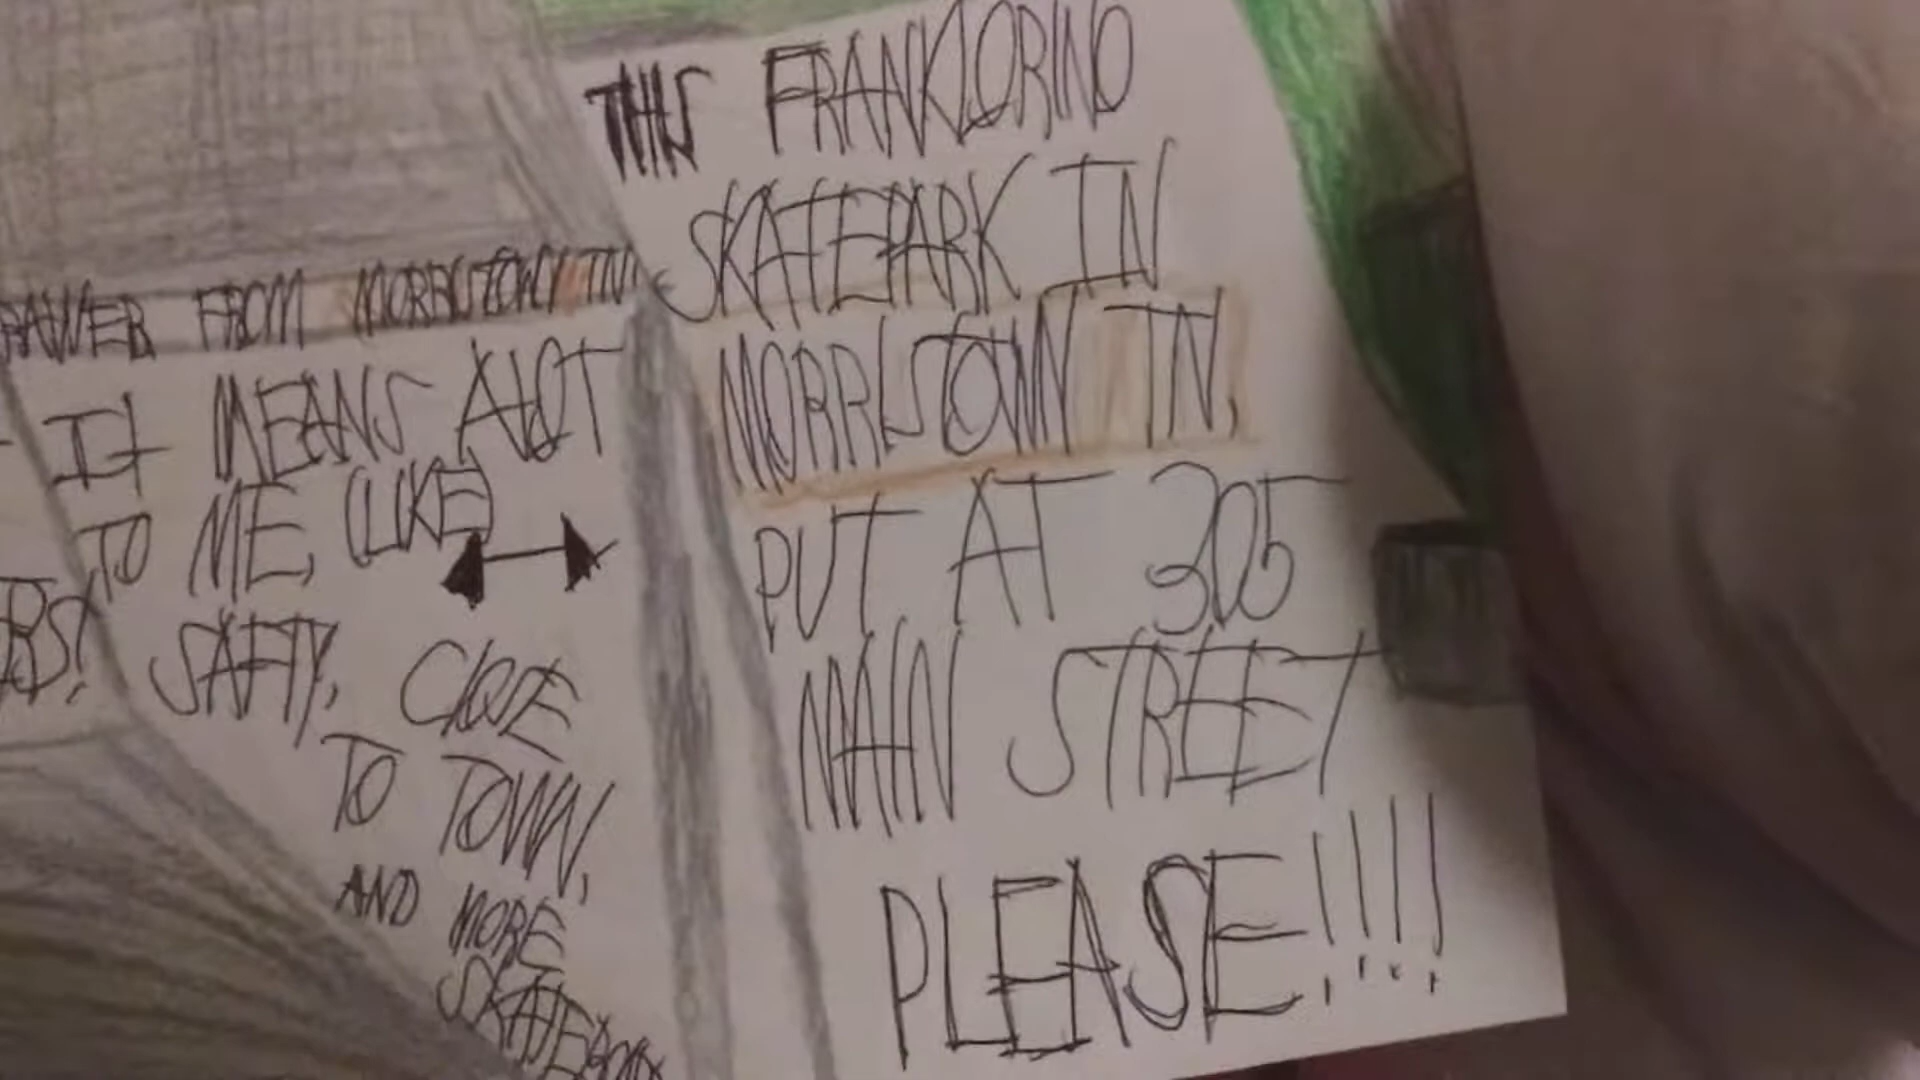 THIS FRANKLORINO
SKATEPARK IN
MORRISTOWN TN,
PUT AT 305
MAIN STREET
PLEASE!!!!
FROM MORRISTOWN TN
IT MEANS ALOT
TO ME, (LIKE)
SAFTY, CLOSE
TO TOWN,
AND MORE